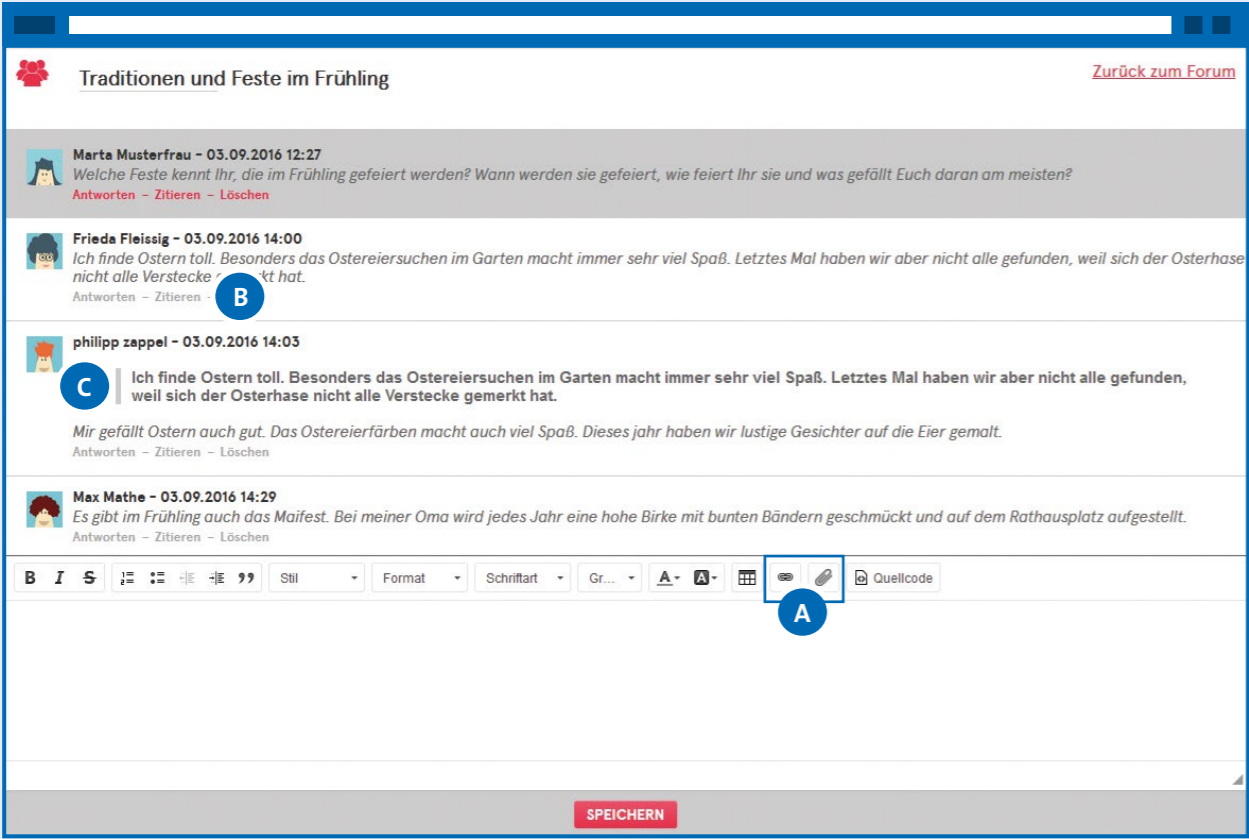 Traditionen und Feste im Frühling
Zurück zum Forum
Marta Musterfrau – 03.09.2016 12:27
Welche Feste kennt Ihr, die im Frühling gefeiert werden? Wann werden sie gefeiert, wie feiert Ihr sie und was gefällt Euch daran am meisten?
Antworten – Zitieren – Löschen
Frieda Fleissig – 03.09.2016 14:00
Ich finde Ostern toll. Besonders das Ostereiersuchen im Garten macht immer sehr viel Spaß. Letztes Mal haben wir aber nicht alle gefunden, weil sich der Osterhase
nicht alle Verstecke kt hat.
Antworten – Zitieren -
B
philipp zappel – 03.09.2016 14:03
C
Ich finde Ostern toll. Besonders das Ostereiersuchen im Garten macht immer sehr viel Spaß. Letztes Mal haben wir aber nicht alle gefunden,
weil sich der Osterhase nicht alle Verstecke gemerkt hat.
Mir gefällt Ostern auch gut. Das Ostereierfärben macht auch viel Spaß. Dieses jahr haben wir lustige Gesichter auf die Eier gemalt.
Antworten – Zitieren – Löschen
Max Mathe – 03.09.2016 14:29
Es gibt im Frühling auch das Maifest. Bei meiner Oma wird jedes Jahr eine hohe Birke mit bunten Bändern geschmückt und auf dem Rathausplatz aufgestellt.
Antworten – Zitieren – Löschen
B I S Stil Format Schriftart Gr... A A Quellcode
A
SPEICHERN